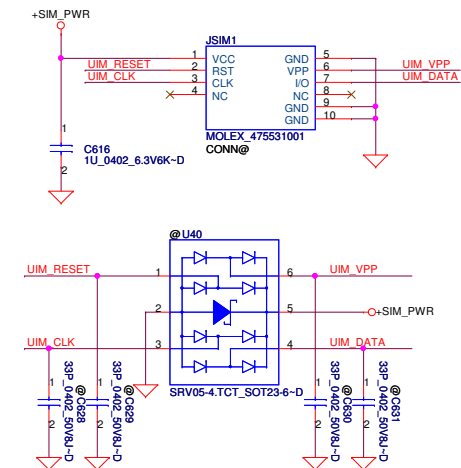 +SIM_PWR
JSIM1
1 VCC GND 5
UIM_RESET 2 RST VPP 6 UIM_VPP
UIM_CLK 3 CLK I/O 7 UIM_DATA
4 NC NC 8
GND 9
GND 10
MOLEX_475531001
CONN@
1
C616
1U_0402_6.3V6K~D
2
@U40
UIM_RESET 1 6 UIM_VPP
2 5 +SIM_PWR
UIM_CLK 3 4 UIM_DATA
SRV05-4.TCT_SOT23-6~D
1
2
@C628
33P_0402_50V8J~D
1
2
@C629
33P_0402_50V8J~D
1
2
@C630
33P_0402_50V8J~D
1
2
@C631
33P_0402_50V8J~D